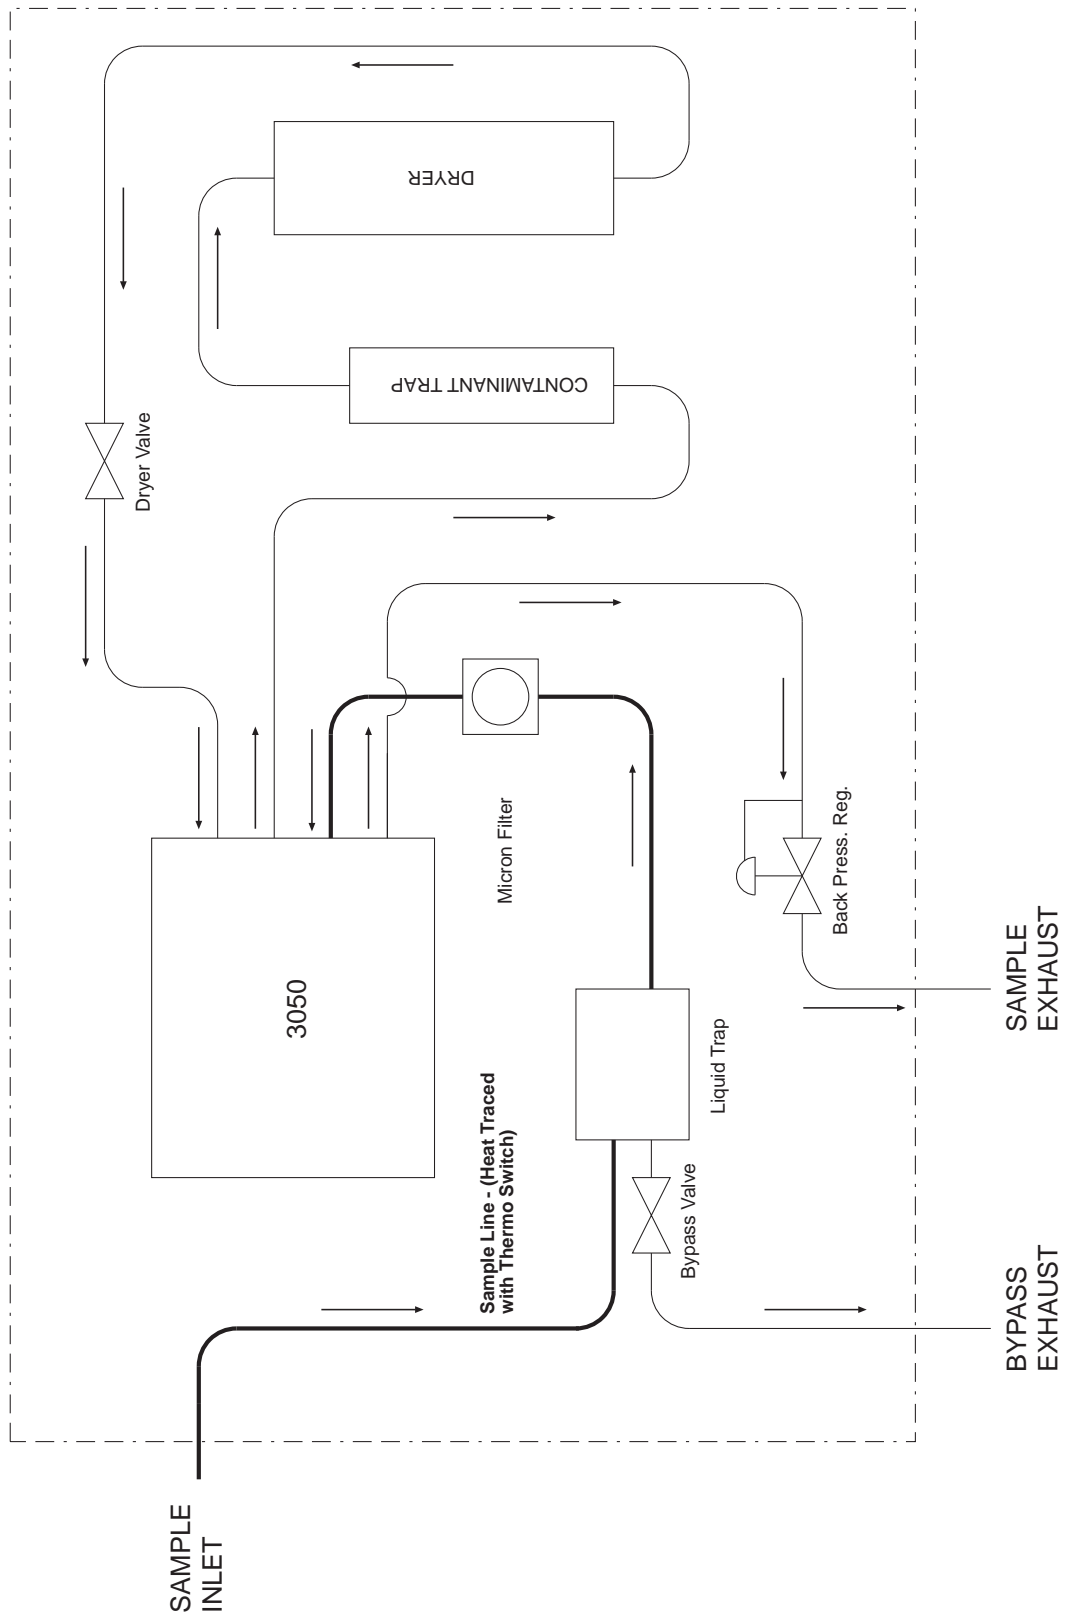 DRYER
CONTAMINANT TRAP
Dryer Valve
Micron Filter
Back Press. Reg.
3050
SAMPLE
EXHAUST
Liquid Trap
Sample Line - (Heat Traced
with Thermo Switch)
Bypass Valve
BYPASS
EXHAUST
SAMPLE
INLET